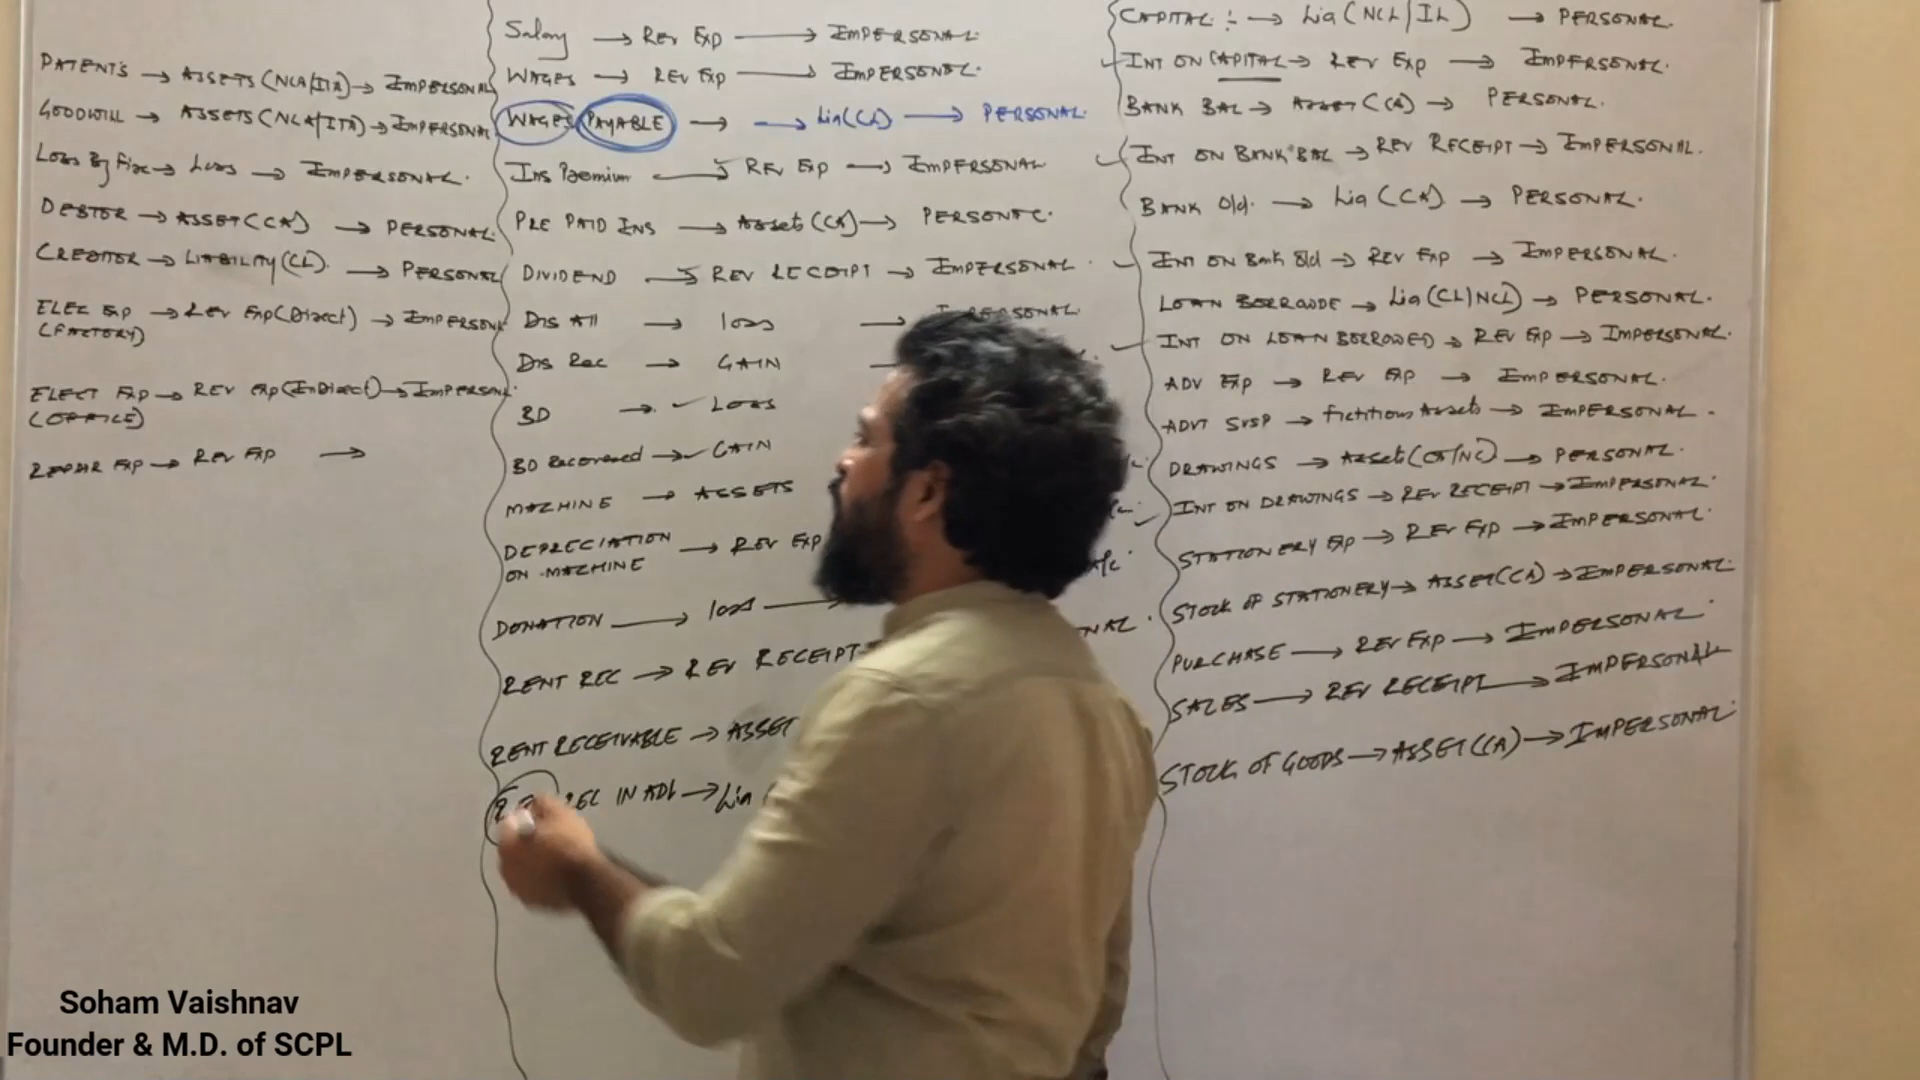 PATENTS → ASSETS (NCA/ITA) → IMPERSONAL
GOODWILL → ASSETS (NCA/ITA) → IMPERSONAL
Loss By Fire → Loss → IMPERSONAL.
DEBTOR → ASSET (CA) → PERSONAL.
CREDITOR → LIABILITY (CL). → PERSONAL
ELEC EXP → REV EXP (Direct) → IMPERSON
(FACTORY)
ELECT EXP → REV EXP (InDirect) → IMPERSON.
(OFFICE)
REPAIR EXP → REV EXP →
Salary → REV EXP → IMPERSONAL.
WAGES → REV EXP → IMPERSONAL.
WAGES PAYABLE → → Lia (CL) → PERSONAL.
Ins Premium → REV EXP → IMPERSONAL
PRE PAID INS → Assets (CA) → PERSONAL.
DIVIDEND → REV RECEIPT → IMPERSONAL.
Dis All → loss → IMPERSONAL.
Dis Rec → GAIN
BD → Loss
BD Recovered → GAIN
MACHINE → ASSETS
DEPRECIATION → REV EXP
ON MACHINE
DONATION → loss → NAL.
RENT REC → REV RECEIPT
RENT RECEIVABLE → ASSET
REC IN ADV → Lia
CAPITAL :- → Lia (NCL/IL) → PERSONAL.
INT ON CAPITAL → REV EXP → IMPERSONAL.
BANK BAL → ASSET (CA) → PERSONAL.
INT ON BANK BAL → REV RECEIPT → IMPERSONAL.
BANK O/d. → Lia (CL) → PERSONAL.
INT ON Bank O/d → REV EXP → IMPERSONAL.
LOAN BORROWDE → Lia (CL/NCL) → PERSONAL.
INT ON LOAN BORROWED → REV EXP → IMPERSONAL.
ADV EXP → REV EXP → IMPERSONAL.
ADVT SUSP → Fictitious Assets → IMPERSONAL.
DRAWINGS → Assets (CA/NC) → PERSONAL.
INT ON DRAWINGS → REV RECEIPT → IMPERSONAL.
STATIONERY EXP → REV EXP → IMPERSONAL.
STOCK OF STATIONERY → ASSET (CA) → IMPERSONAL.
PURCHASE → REV EXP → IMPERSONAL.
SALES → REV RECEIPT → IMPERSONAL
STOCK OF GOODS → ASSET (CA) → IMPERSONAL.
Soham Vaishnav
Founder & M.D. of SCPL